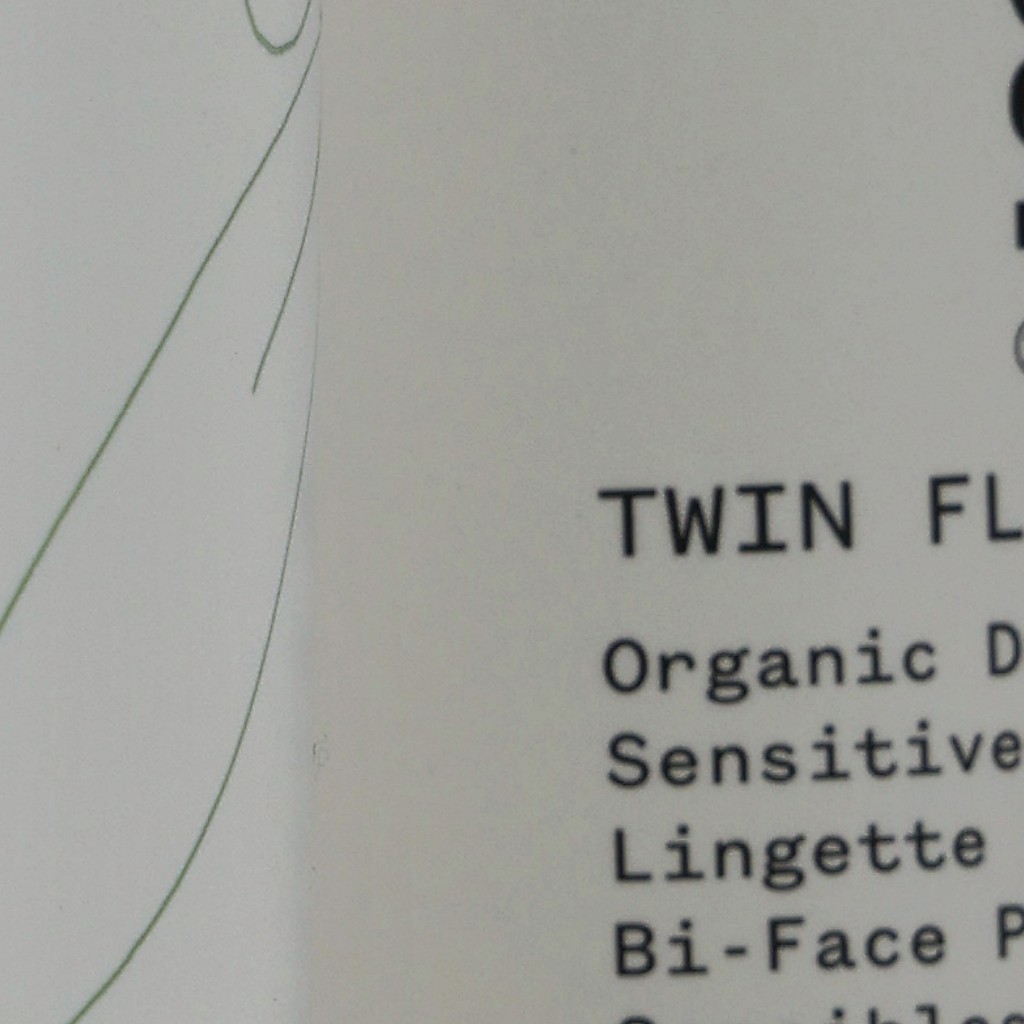 TWIN FL
Organic D
Sensitive
Lingette
Bi-Face P